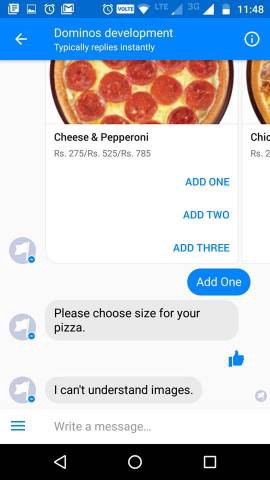 VOLTE
LTE
3G
11:48
Dominos development
Typically replies instantly
Cheese & Pepperoni
Rs. 275/Rs. 525/Rs. 785
ADD ONE
ADD TWO
ADD THREE
Chic
Rs. 2
Add One
Please choose size for your
pizza.
I can't understand images.
Write a message...